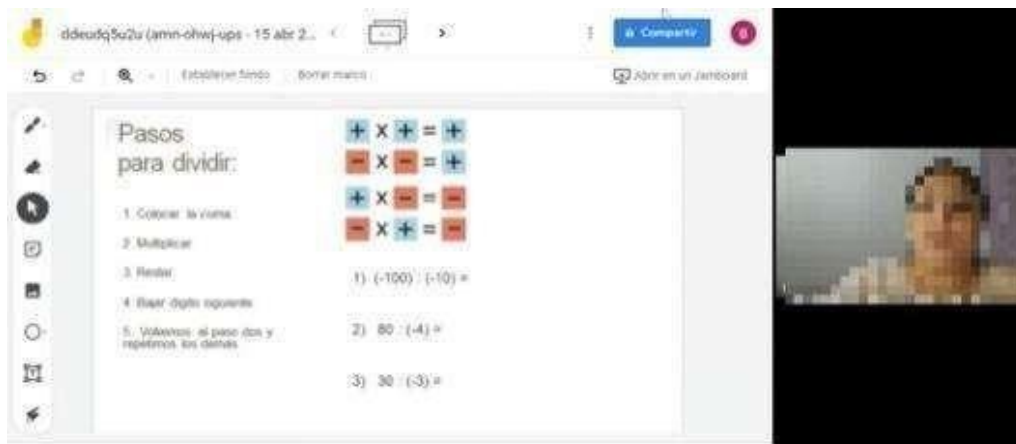 ddeudq5u2u (amn-ohwj-ups - 15 abr 2...
Compartir
Establecer fondo
Borrar marco
Abrir en un Jamboard
Pasos
para dividir:
1. Colocar la coma
2. Multiplicar
3. Restar
4. Bajar dígito siguiente
5. Volvemos al paso dos y
repetimos los demás
+ x + = +
- x - = +
+ x - = -
- x + = -
1) (-100) : (-10) =
2) 80 : (-4) =
3) 30 : (-3) =